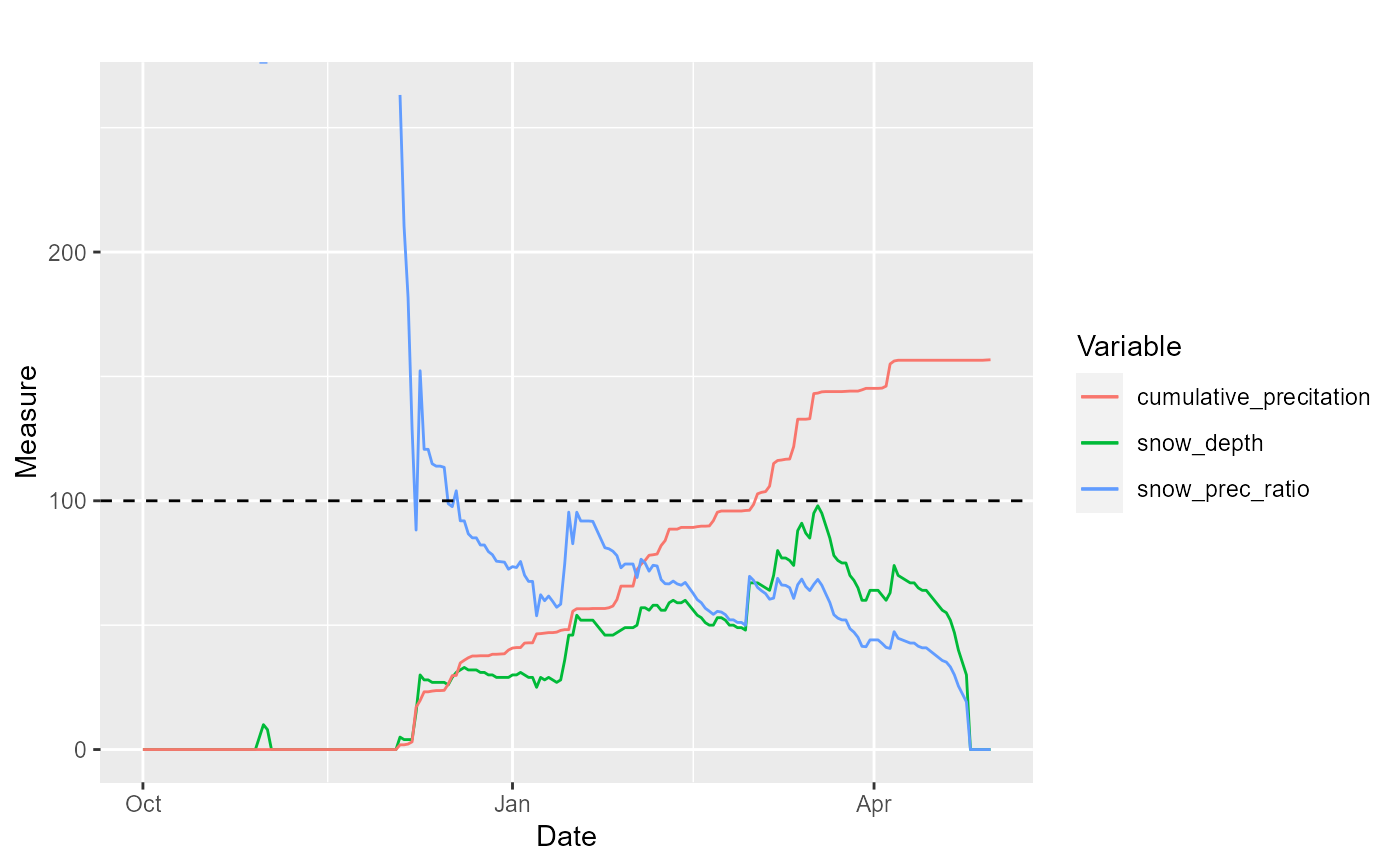 200
100
0
Measure
Oct
Jan
Apr
Date
Variable
cumulative_precitation
snow_depth
snow_prec_ratio